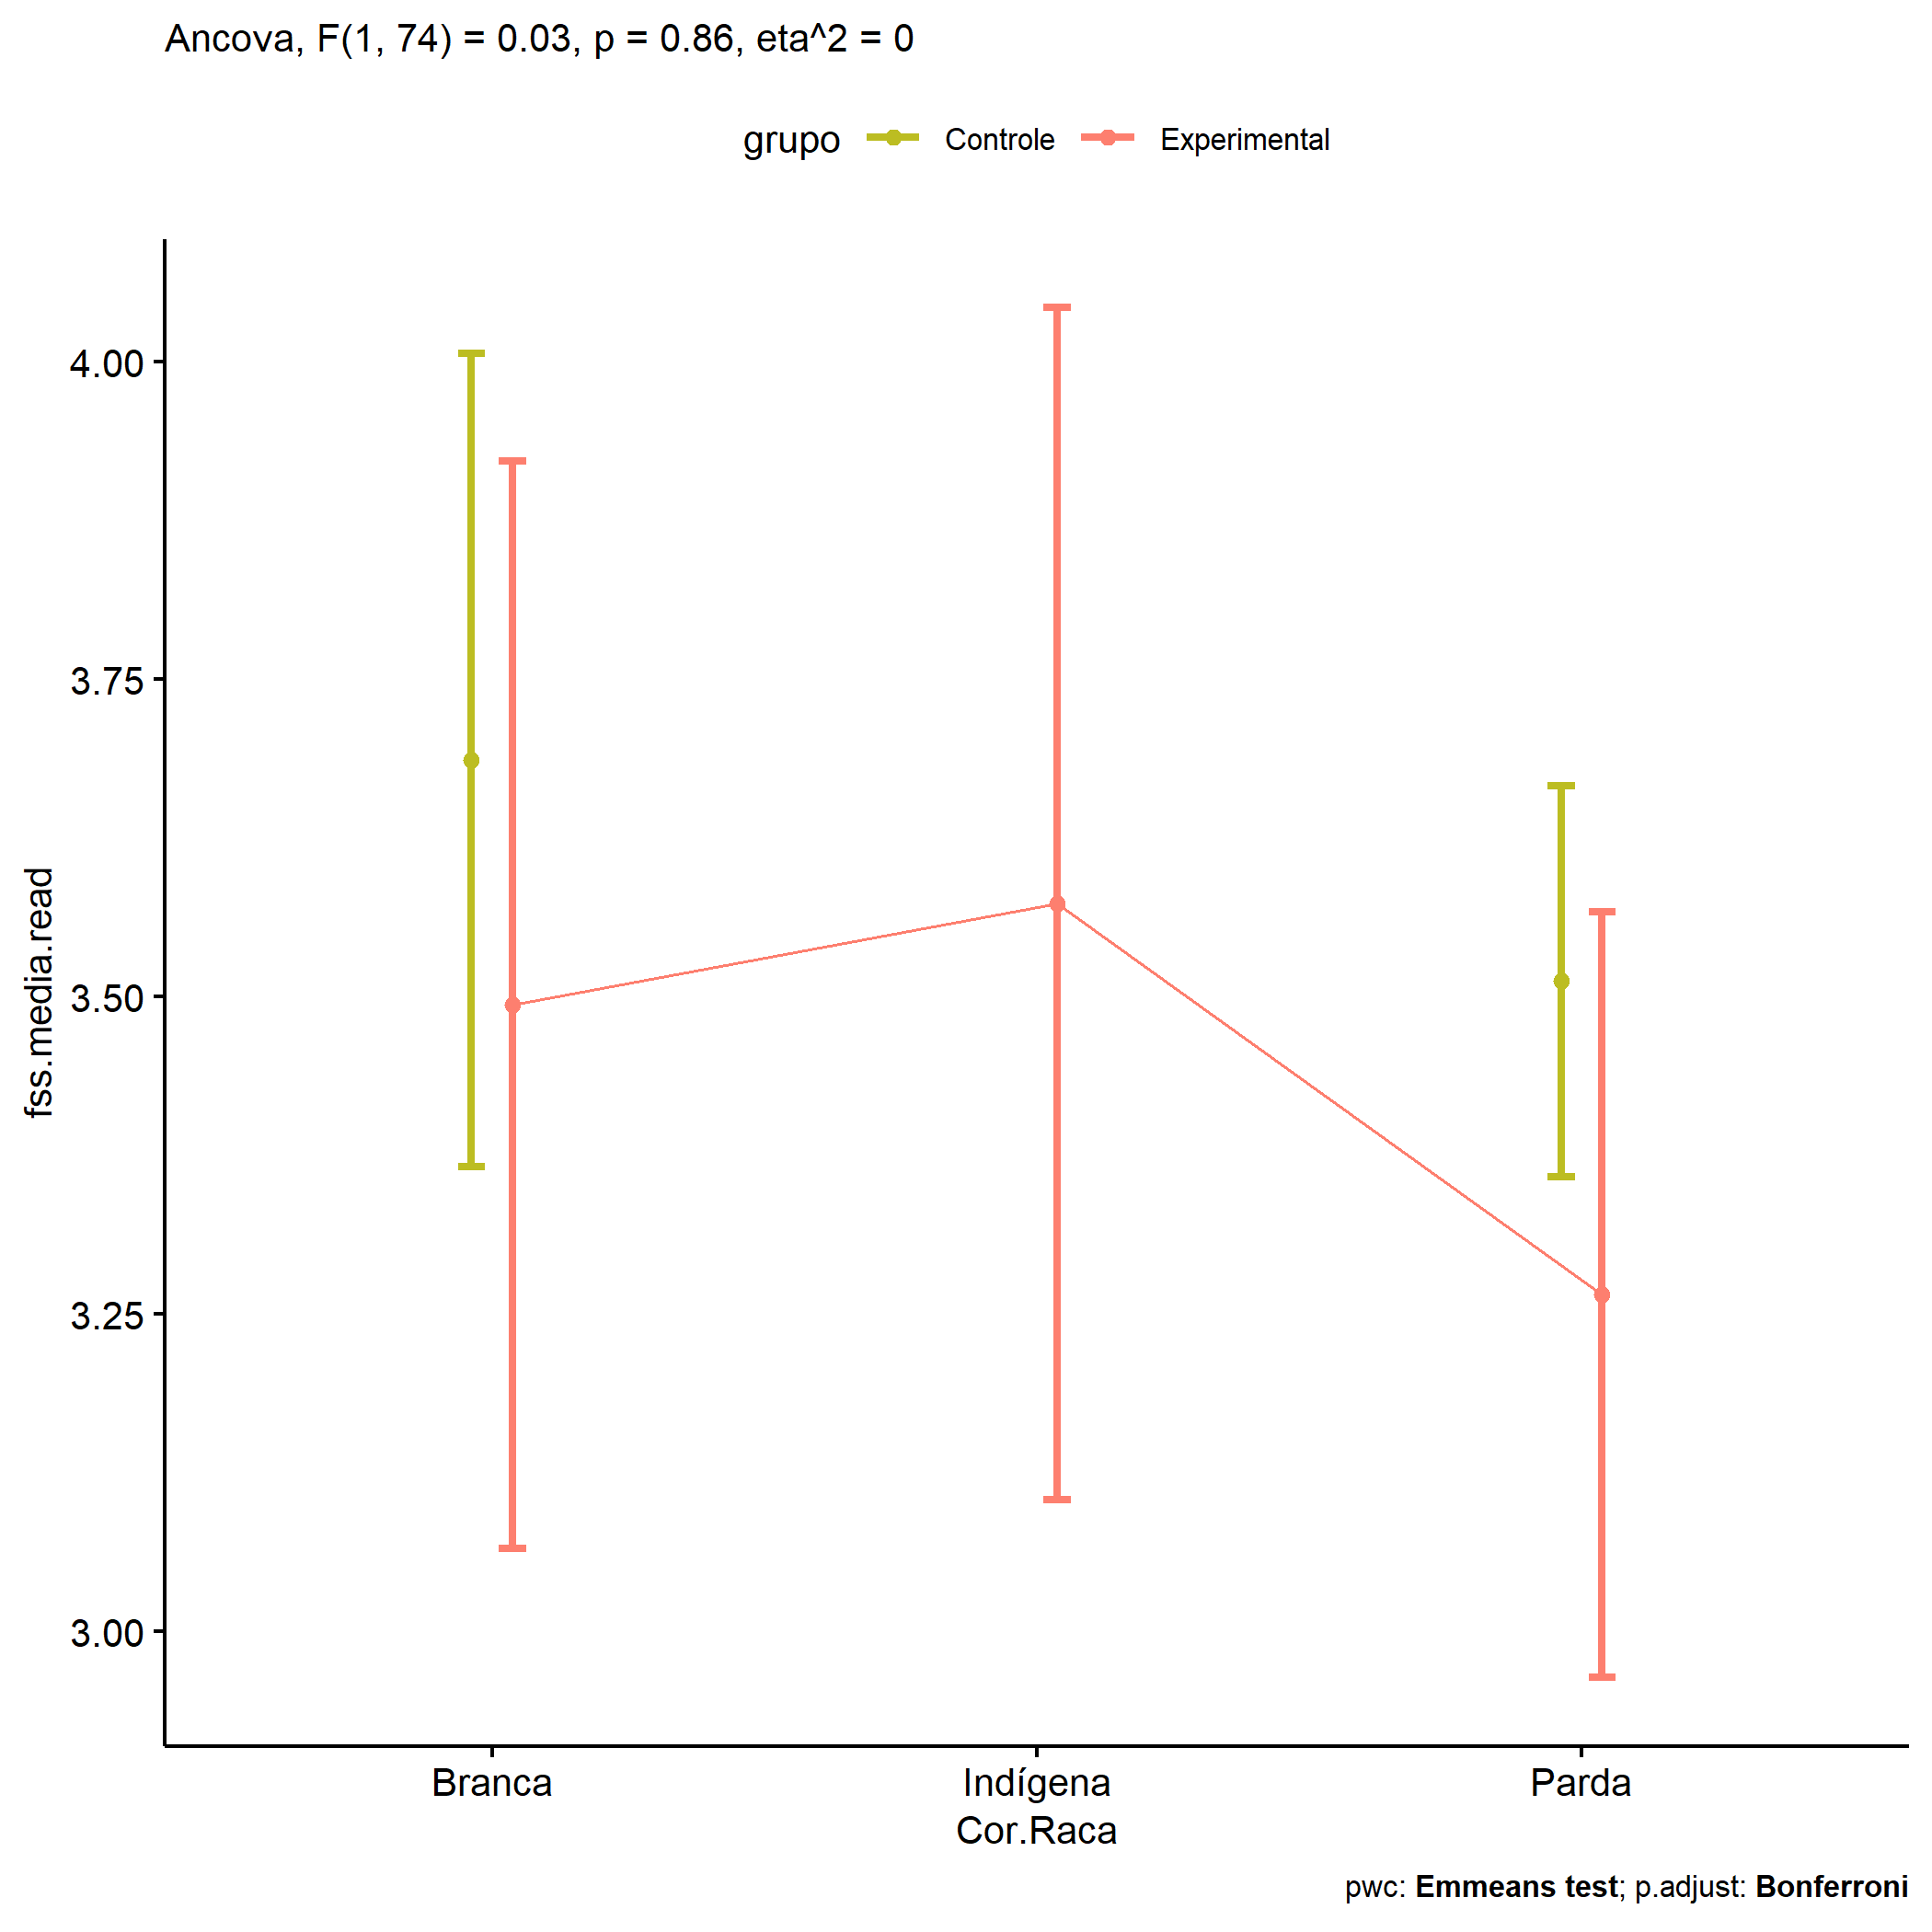 Ancova, F(1, 74) = 0.03, p = 0.86, eta^2 = 0
grupo Controle Experimental
4.00
3.75
3.50
3.25
3.00
fss.media.read
Branca Indígena Parda
Cor.Raca
pwc: Emmeans test; p.adjust: Bonferroni